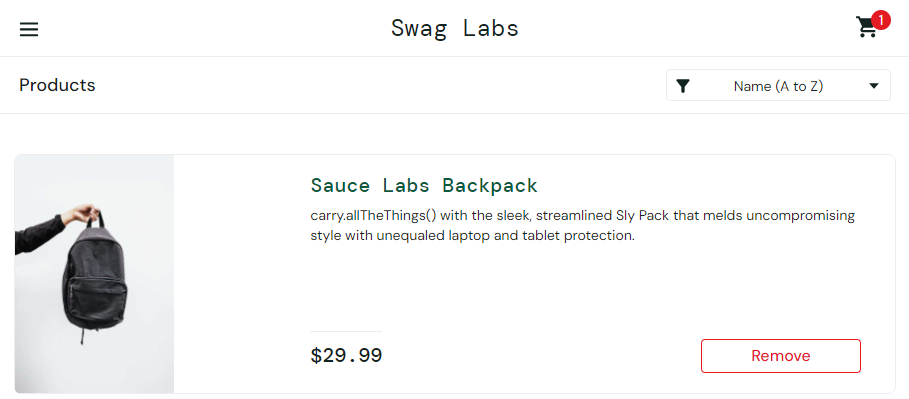 Swag Labs
1
Products
Name (A to Z)
Sauce Labs Backpack
carry.allTheThings() with the sleek, streamlined Sly Pack that melds uncompromising
style with unequaled laptop and tablet protection.
$29.99
Remove